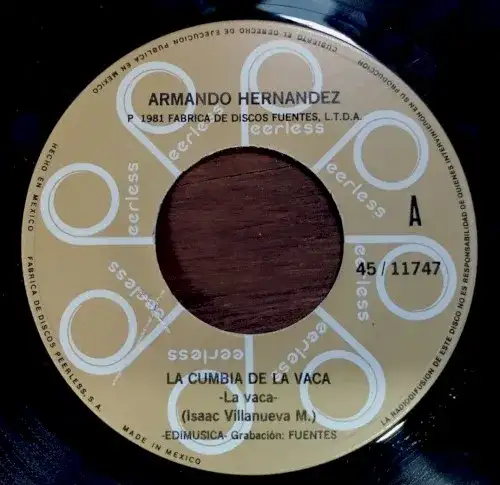 ARMANDO HERNANDEZ
P 1981 FABRICA DE DISCOS FUENTES, L.T.D.A.
A
45/11747
LA CUMBIA DE LA VACA
-La vaca-
(Isaac Villanueva M.)
-EDIMUSICA- Grabación: FUENTES
eerless
eerless
eerless
eerless
eerless
eerless
eerless
eerless
HECHO EN MEXICO
FABRICA DE DISCOS PEERLESS, S.A.
MADE IN MEXICO
CUBIERTO EL DERECHO DE EJECUCION PUBLICA EN MEXICO
LA RADIODIFUSION DE ESTE DISCO NO ES RESPONSABILIDAD DE QUIENES INTERVINIERON EN SU PRODUCCION